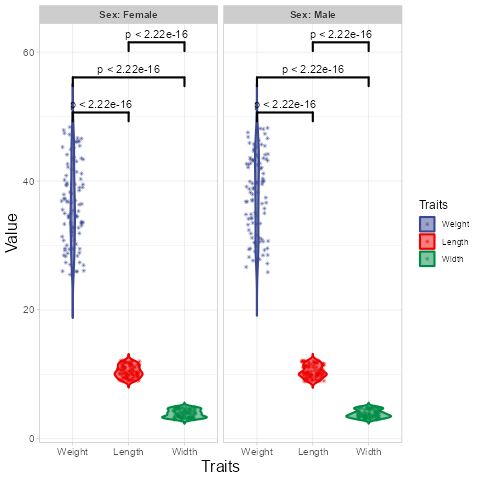 Sex: Female
Sex: Male
p < 2.22e-16
p < 2.22e-16
p < 2.22e-16
p < 2.22e-16
p < 2.22e-16
p < 2.22e-16
60
40
20
0
Value
Weight
Length
Width
Weight
Length
Width
Traits
Traits
Weight
Length
Width